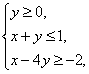 y ≥ 0,
x + y ≤ 1,
x − 4y ≥ −2,